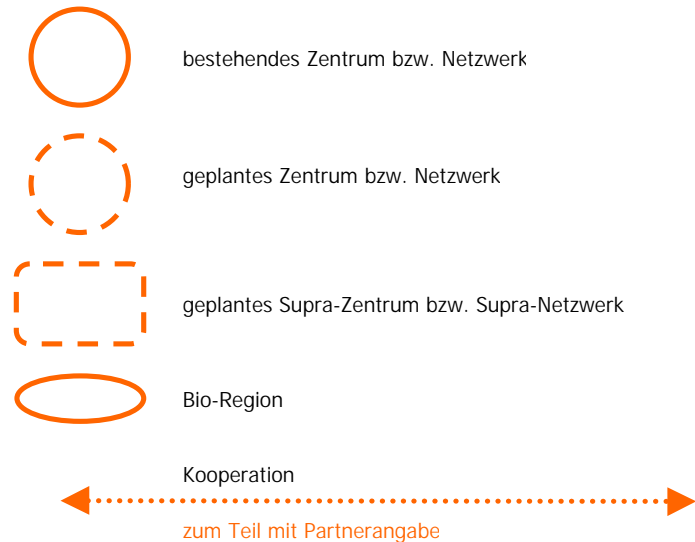 bestehendes Zentrum bzw. Netzwerk
geplantes Zentrum bzw. Netzwerk
geplantes Supra-Zentrum bzw. Supra-Netzwerk
Bio-Region
Kooperation
zum Teil mit Partnerangabe